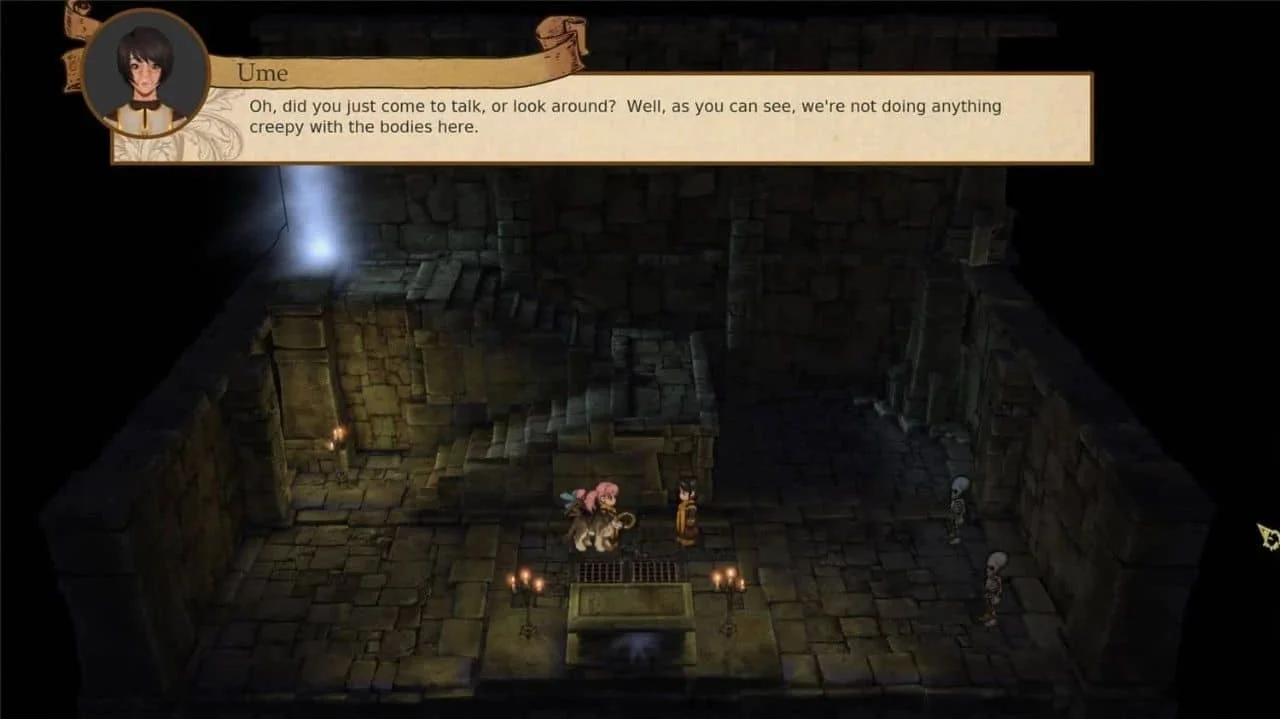 Ume
Oh, did you just come to talk, or look around?  Well, as you can see, we're not doing anything
creepy with the bodies here.